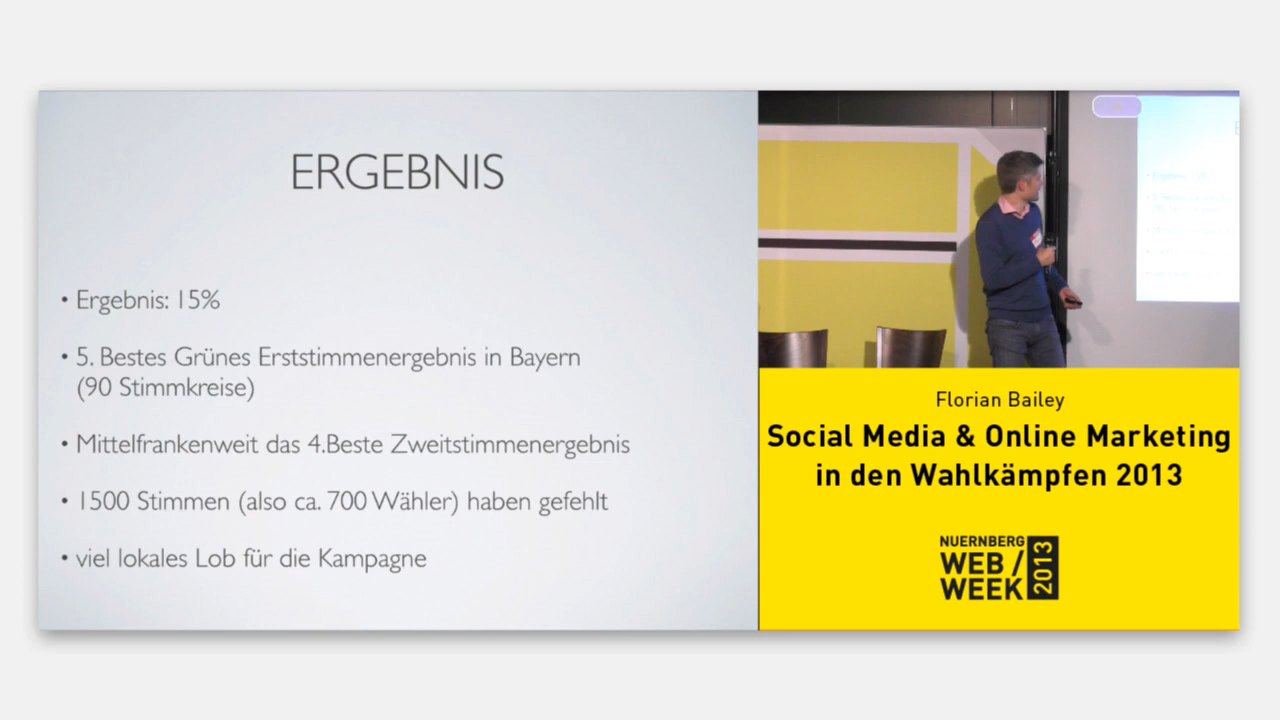 ERGEBNIS
• Ergebnis: 15%
• 5. Bestes Grünes Erststimmenergebnis in Bayern
(90 Stimmkreise)
• Mittelfrankenweit das 4.Beste Zweitstimmenergebnis
• 1500 Stimmen (also ca. 700 Wähler) haben gefehlt
• viel lokales Lob für die Kampagne
Florian Bailey
Social Media & Online Marketing
in den Wahlkämpfen 2013
NUERNBERG
WEB /
WEEK
2013